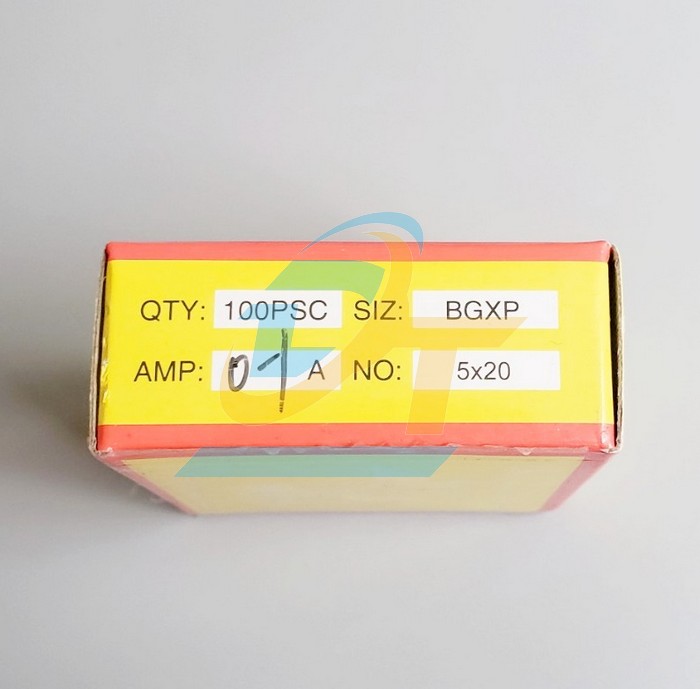 QTY: 100PSC SIZ: BGXP
AMP: 0-1 A NO: 5x20